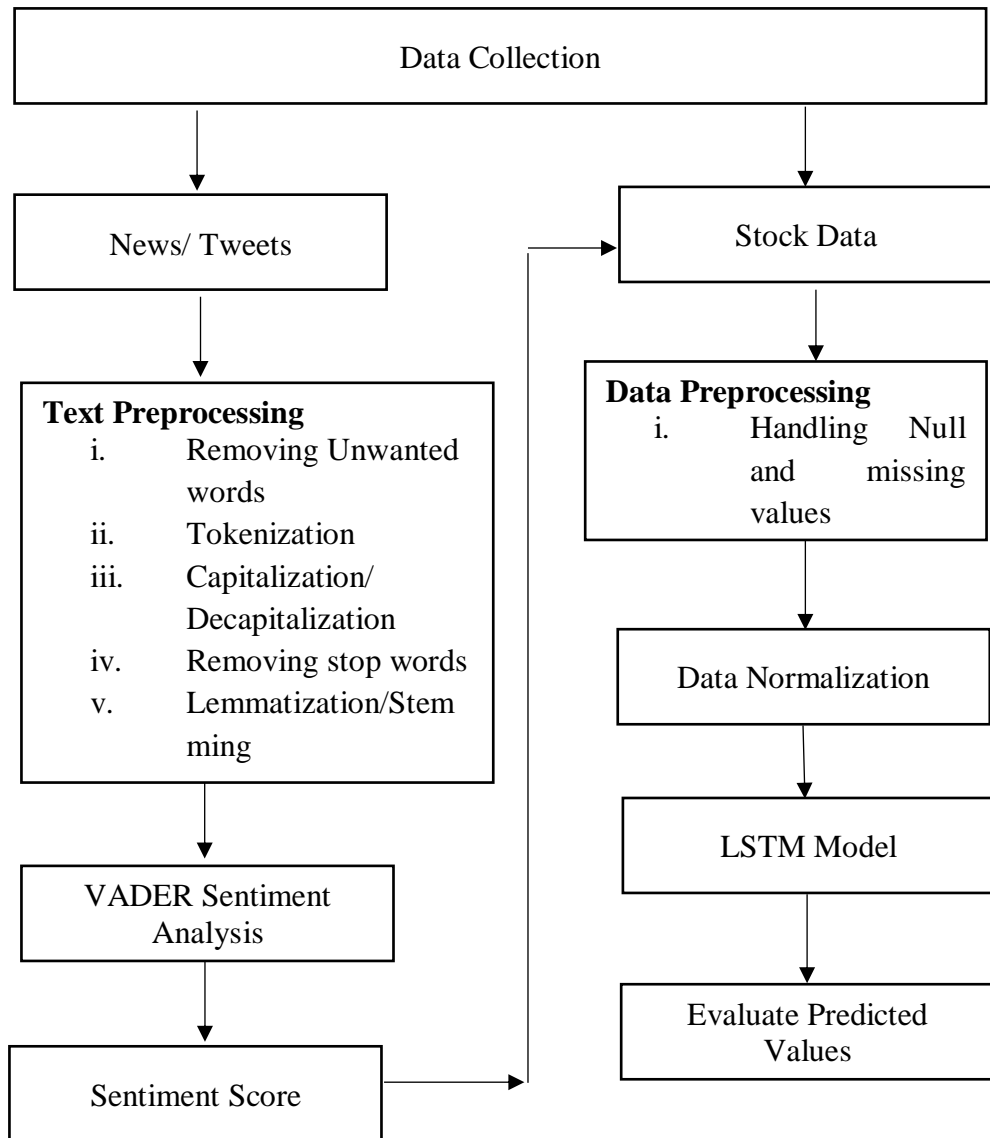 Data Collection
News/ Tweets
Stock Data
Text Preprocessing
i. Removing Unwanted
words
ii. Tokenization
iii. Capitalization/
Decapitalization
iv. Removing stop words
v. Lemmatization/Stem
ming
Data Preprocessing
i. Handling Null
and missing
values
Data Normalization
LSTM Model
VADER Sentiment
Analysis
Evaluate Predicted
Values
Sentiment Score